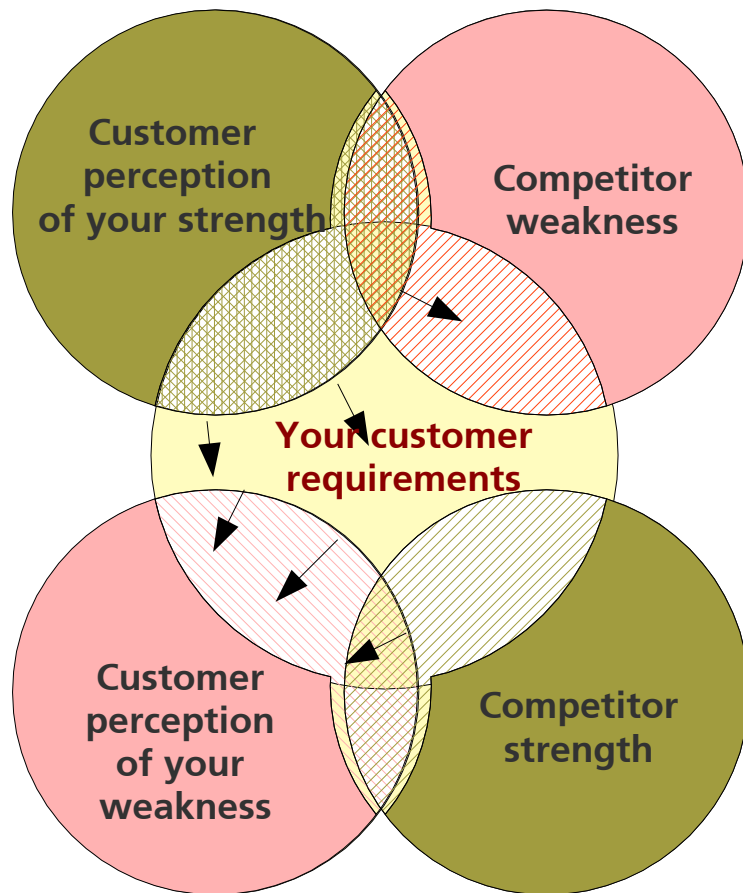 Customer
perception
of your strength
Competitor
weakness
Your customer
requirements
Customer
perception
of your
weakness
Competitor
strength